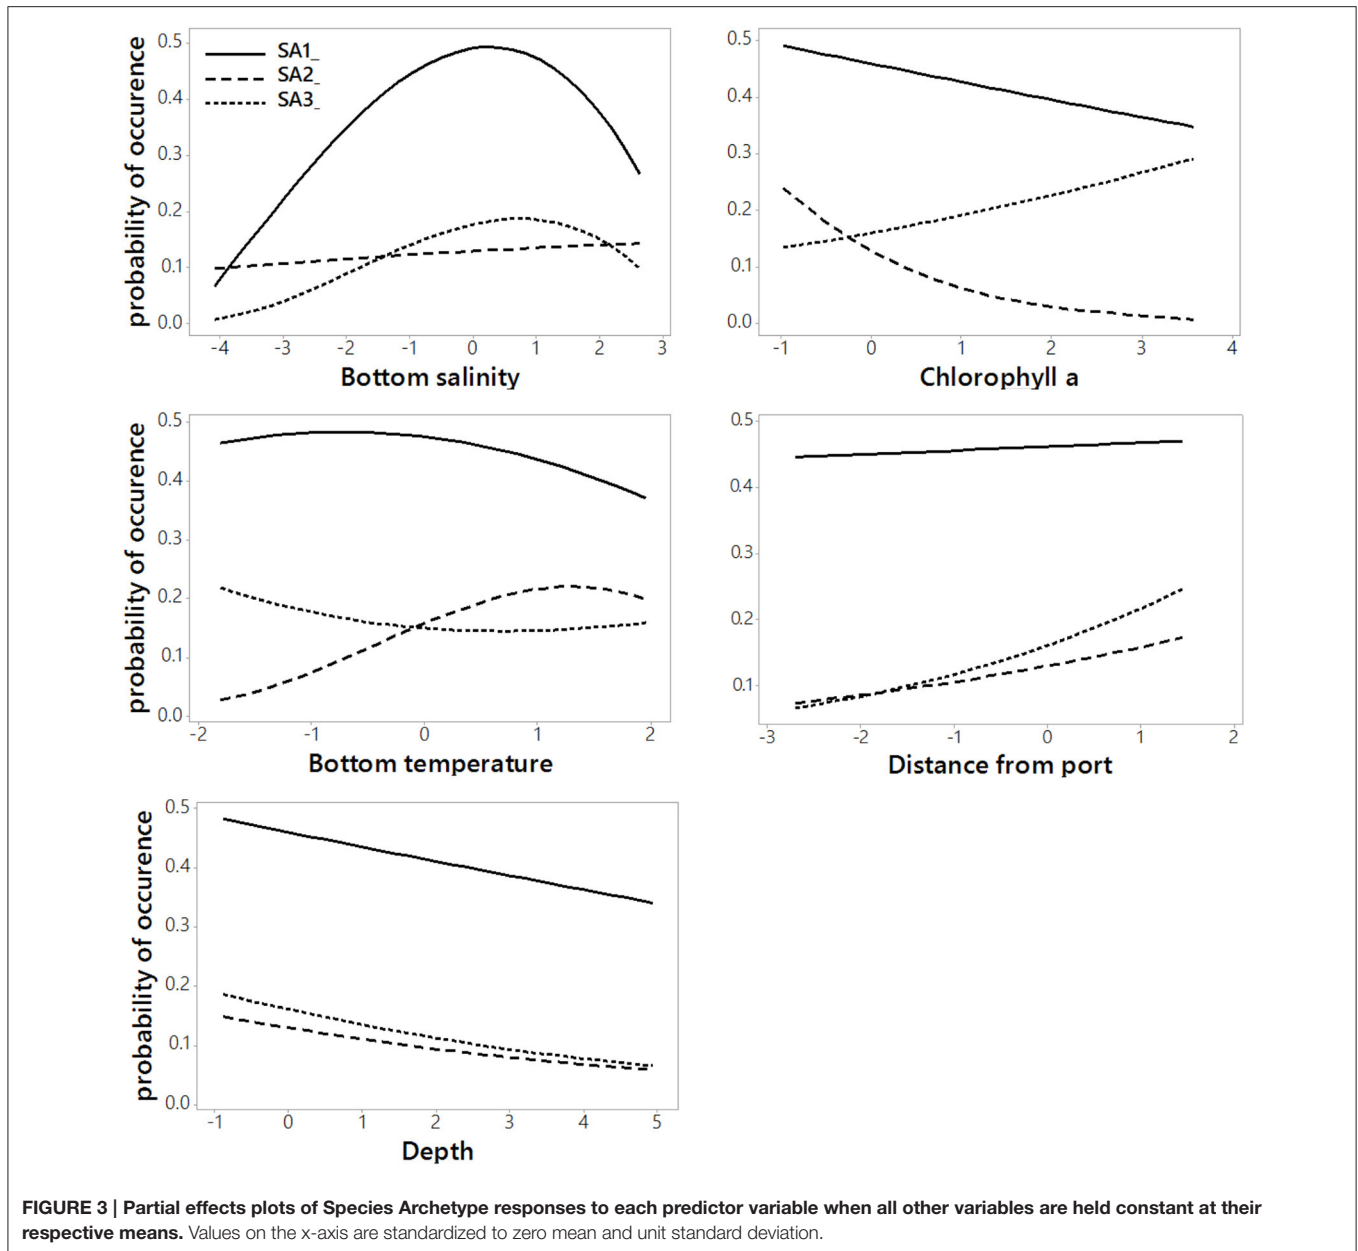 probability of occurence
0.5
0.4
0.3
0.2
0.1
0.0
SA1_
SA2_
SA3_
-4 -3 -2 -1 0 1 2 3
Bottom salinity
0.5
0.4
0.3
0.2
0.1
0.0
-1 0 1 2 3 4
Chlorophyll a
probability of occurence
0.5
0.4
0.3
0.2
0.1
0.0
-2 -1 0 1 2
Bottom temperature
0.5
0.4
0.3
0.2
0.1
-3 -2 -1 0 1 2
Distance from port
probability of occurence
0.5
0.4
0.3
0.2
0.1
0.0
-1 0 1 2 3 4 5
Depth
FIGURE 3 | Partial effects plots of Species Archetype responses to each predictor variable when all other variables are held constant at their
respective means. Values on the x-axis are standardized to zero mean and unit standard deviation.